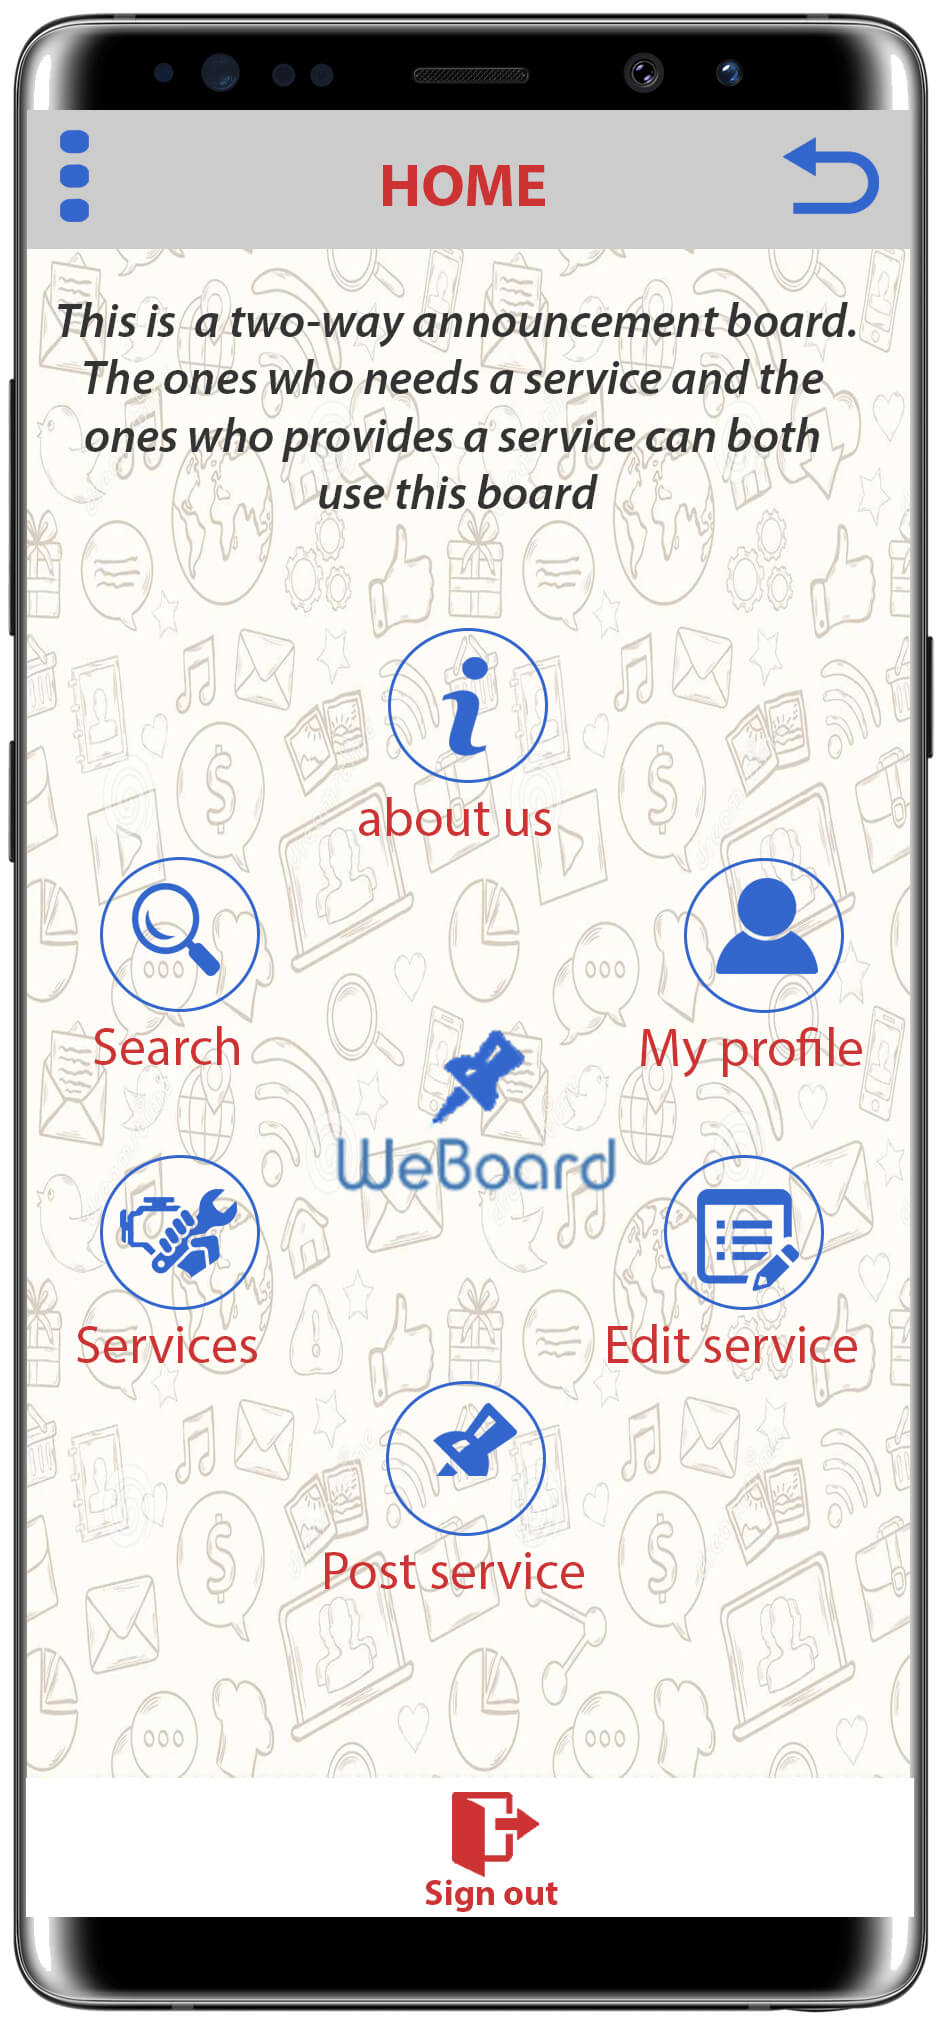 HOME
This is a two-way announcement board.
The ones who needs a service and the
ones who provides a service can both
use this board
about us
Search
My profile
WeBoard
Services
Edit service
Post service
Sign out